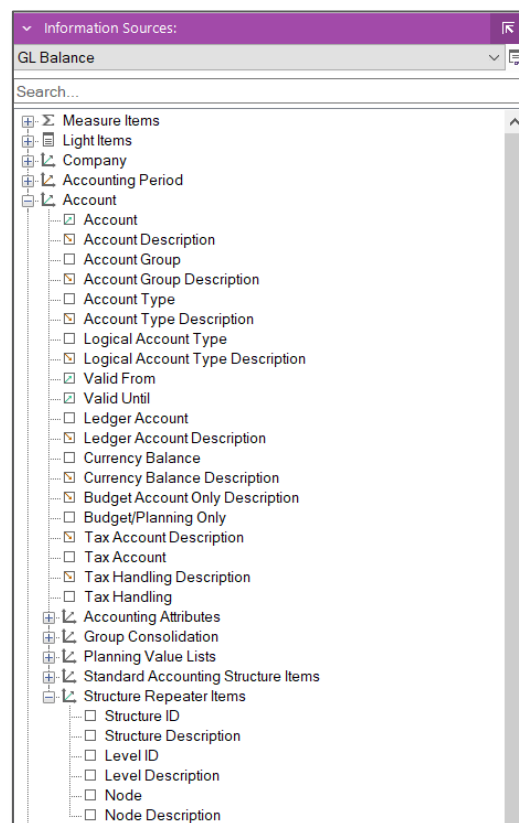 Information Sources:
GL Balance
Search...
Measure Items
Light Items
Company
Accounting Period
Account
Account
Account Description
Account Group
Account Group Description
Account Type
Account Type Description
Logical Account Type
Logical Account Type Description
Valid From
Valid Until
Ledger Account
Ledger Account Description
Currency Balance
Currency Balance Description
Budget Account Only Description
Budget/Planning Only
Tax Account Description
Tax Account
Tax Handling Description
Tax Handling
Accounting Attributes
Group Consolidation
Planning Value Lists
Standard Accounting Structure Items
Structure Repeater Items
Structure ID
Structure Description
Level ID
Level Description
Node
Node Description